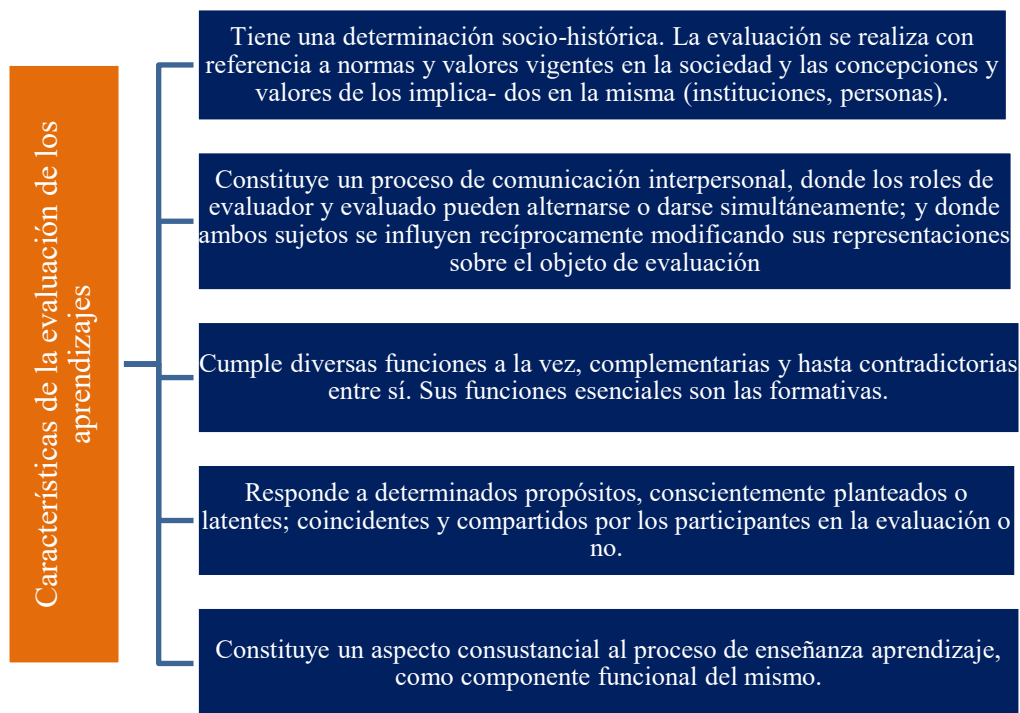 Características de la evaluación de los
aprendizajes
Tiene una determinación socio-histórica. La evaluación se realiza con
referencia a normas y valores vigentes en la sociedad y las concepciones y
valores de los implica- dos en la misma (instituciones, personas).
Constituye un proceso de comunicación interpersonal, donde los roles de
evaluador y evaluado pueden alternarse o darse simultáneamente; y donde
ambos sujetos se influyen recíprocamente modificando sus representaciones
sobre el objeto de evaluación
Cumple diversas funciones a la vez, complementarias y hasta contradictorias
entre sí. Sus funciones esenciales son las formativas.
Responde a determinados propósitos, conscientemente planteados o
latentes; coincidentes y compartidos por los participantes en la evaluación o
no.
Constituye un aspecto consustancial al proceso de enseñanza aprendizaje,
como componente funcional del mismo.